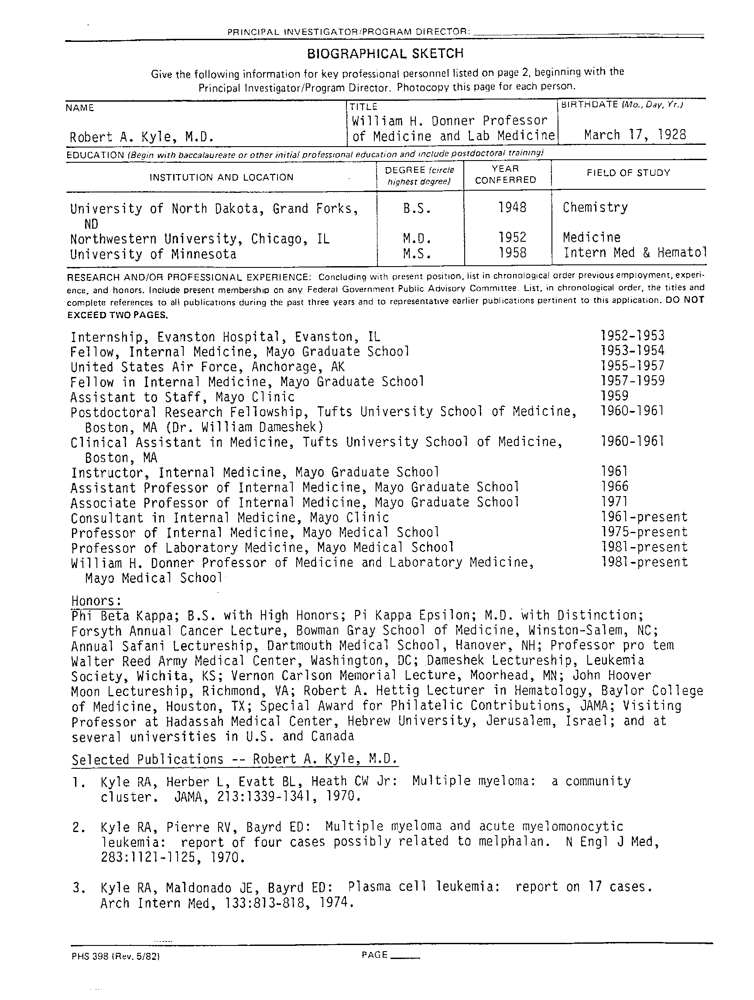 PRINCIPAL INVESTIGATOR/PROGRAM DIRECTOR:
BIOGRAPHICAL SKETCH
Give the following information for key professional personnel listed on page 2, beginning with the
Principal Investigator/Program Director. Photocopy this page for each person.
NAME TITLE BIRTHDATE (Mo., Day, Yr.)
William H. Donner Professor
Robert A. Kyle, M.D. of Medicine and Lab Medicine March 17, 1928
EDUCATION (Begin with baccalaureate or other initial professional education and include postdoctoral training)
INSTITUTION AND LOCATION DEGREE (circle highest degree) YEAR CONFERRED FIELD OF STUDY
University of North Dakota, Grand Forks, B.S. 1948 Chemistry
ND
Northwestern University, Chicago, IL M.D. 1952 Medicine
University of Minnesota M.S. 1958 Intern Med & Hematol
RESEARCH AND/OR PROFESSIONAL EXPERIENCE: Concluding with present position, list in chronological order previous employment, experi-
ence, and honors. Include present membership on any Federal Government Public Advisory Committee. List, in chronological order, the titles and
complete references to all publications during the past three years and to representative earlier publications pertinent to this application. DO NOT
EXCEED TWO PAGES.
Internship, Evanston Hospital, Evanston, IL 1952-1953
Fellow, Internal Medicine, Mayo Graduate School 1953-1954
United States Air Force, Anchorage, AK 1955-1957
Fellow in Internal Medicine, Mayo Graduate School 1957-1959
Assistant to Staff, Mayo Clinic 1959
Postdoctoral Research Fellowship, Tufts University School of Medicine, 1960-1961
Boston, MA (Dr. William Dameshek)
Clinical Assistant in Medicine, Tufts University School of Medicine, 1960-1961
Boston, MA
Instructor, Internal Medicine, Mayo Graduate School 1961
Assistant Professor of Internal Medicine, Mayo Graduate School 1966
Associate Professor of Internal Medicine, Mayo Graduate School 1971
Consultant in Internal Medicine, Mayo Clinic 1961-present
Professor of Internal Medicine, Mayo Medical School 1975-present
Professor of Laboratory Medicine, Mayo Medical School 1981-present
William H. Donner Professor of Medicine and Laboratory Medicine, 1981-present
Mayo Medical School
Honors:
Phi Beta Kappa; B.S. with High Honors; Pi Kappa Epsilon; M.D. with Distinction;
Forsyth Annual Cancer Lecture, Bowman Gray School of Medicine, Winston-Salem, NC;
Annual Safani Lectureship, Dartmouth Medical School, Hanover, NH; Professor pro tem
Walter Reed Army Medical Center, Washington, DC; Dameshek Lectureship, Leukemia
Society, Wichita, KS; Vernon Carlson Memorial Lecture, Moorhead, MN; John Hoover
Moon Lectureship, Richmond, VA; Robert A. Hettig Lecturer in Hematology, Baylor College
of Medicine, Houston, TX; Special Award for Philatelic Contributions, JAMA; Visiting
Professor at Hadassah Medical Center, Hebrew University, Jerusalem, Israel; and at
several universities in U.S. and Canada
Selected Publications -- Robert A. Kyle, M.D.
1. Kyle RA, Herber L, Evatt BL, Heath CW Jr: Multiple myeloma: a community
cluster. JAMA, 213:1339-1341, 1970.
2. Kyle RA, Pierre RV, Bayrd ED: Multiple myeloma and acute myelomonocytic
leukemia: report of four cases possibly related to melphalan. N Engl J Med,
283:1121-1125, 1970.
3. Kyle RA, Maldonado JE, Bayrd ED: Plasma cell leukemia: report on 17 cases.
Arch Intern Med, 133:813-818, 1974.
PHS 398 (Rev. 5/82) PAGE